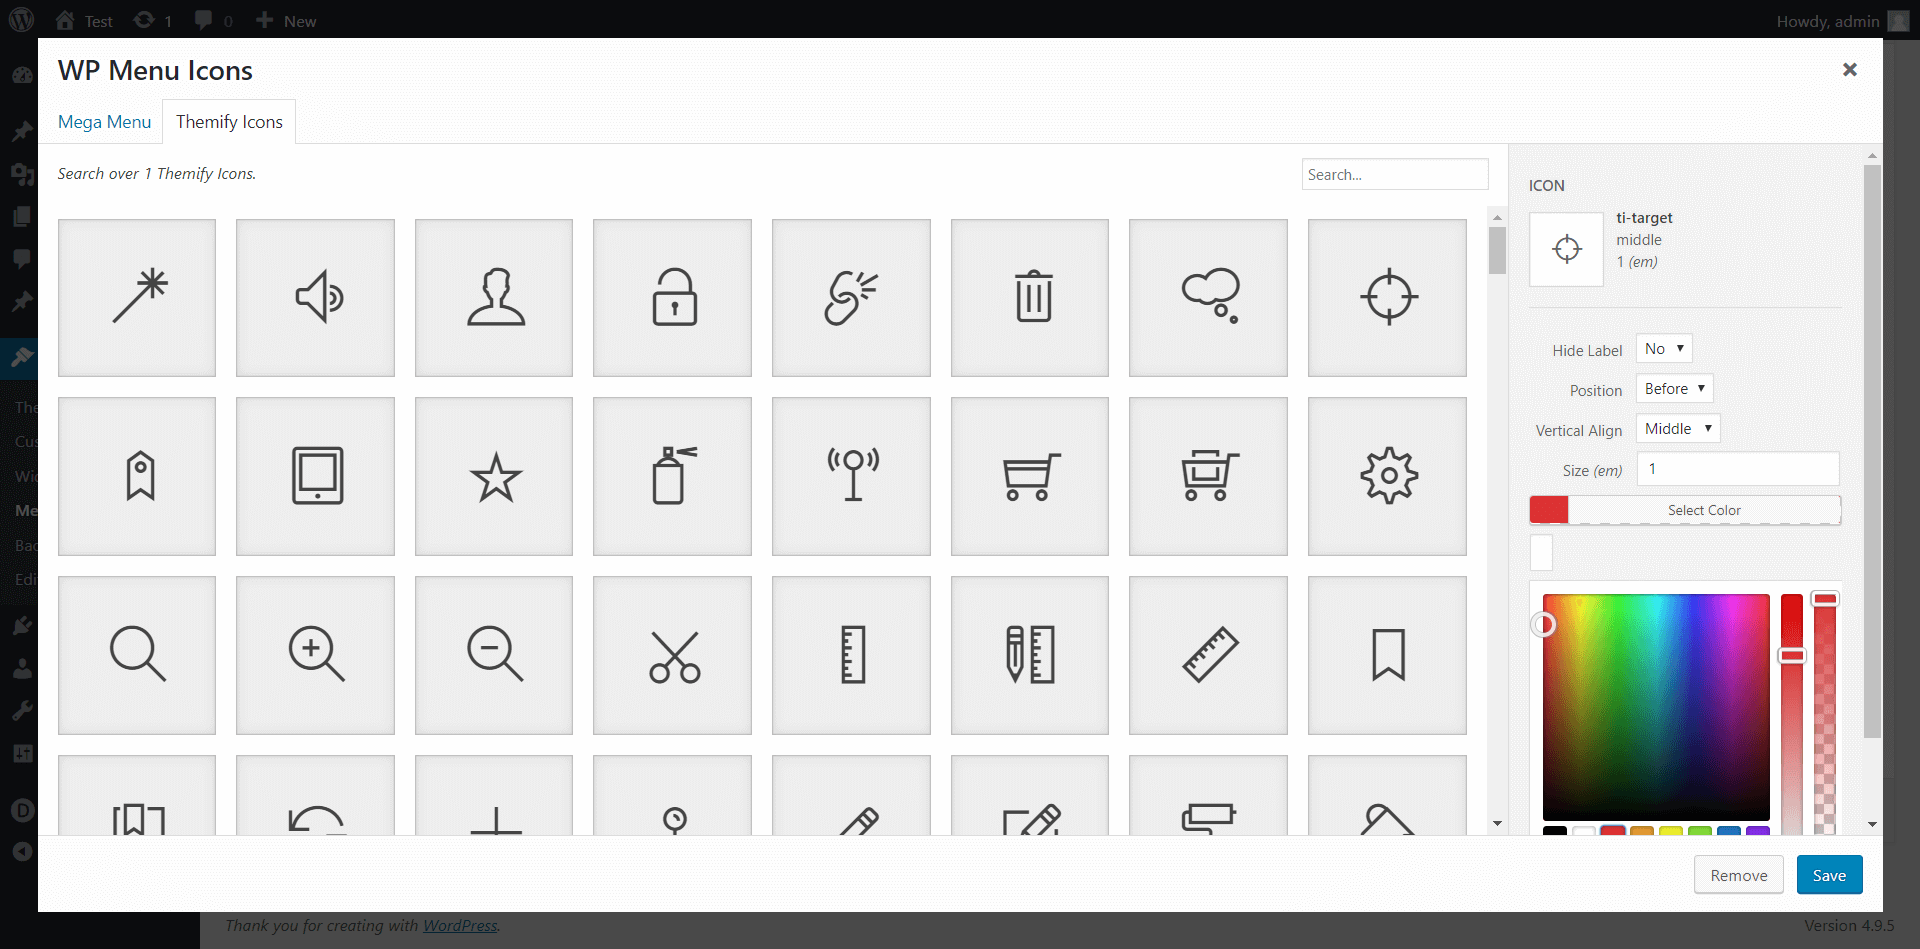 Test 1 0 New Howdy, admin
WP Menu Icons
Mega Menu Themify Icons
Search over 1 Themify Icons.
Search...
ICON
ti-target
middle
1 (em)
Hide Label No
Position Before
Vertical Align Middle
Size (em) 1
Select Color
The
Cus
Wid
Me
Bac
Edi
Remove Save
Thank you for creating with WordPress. Version 4.9.5